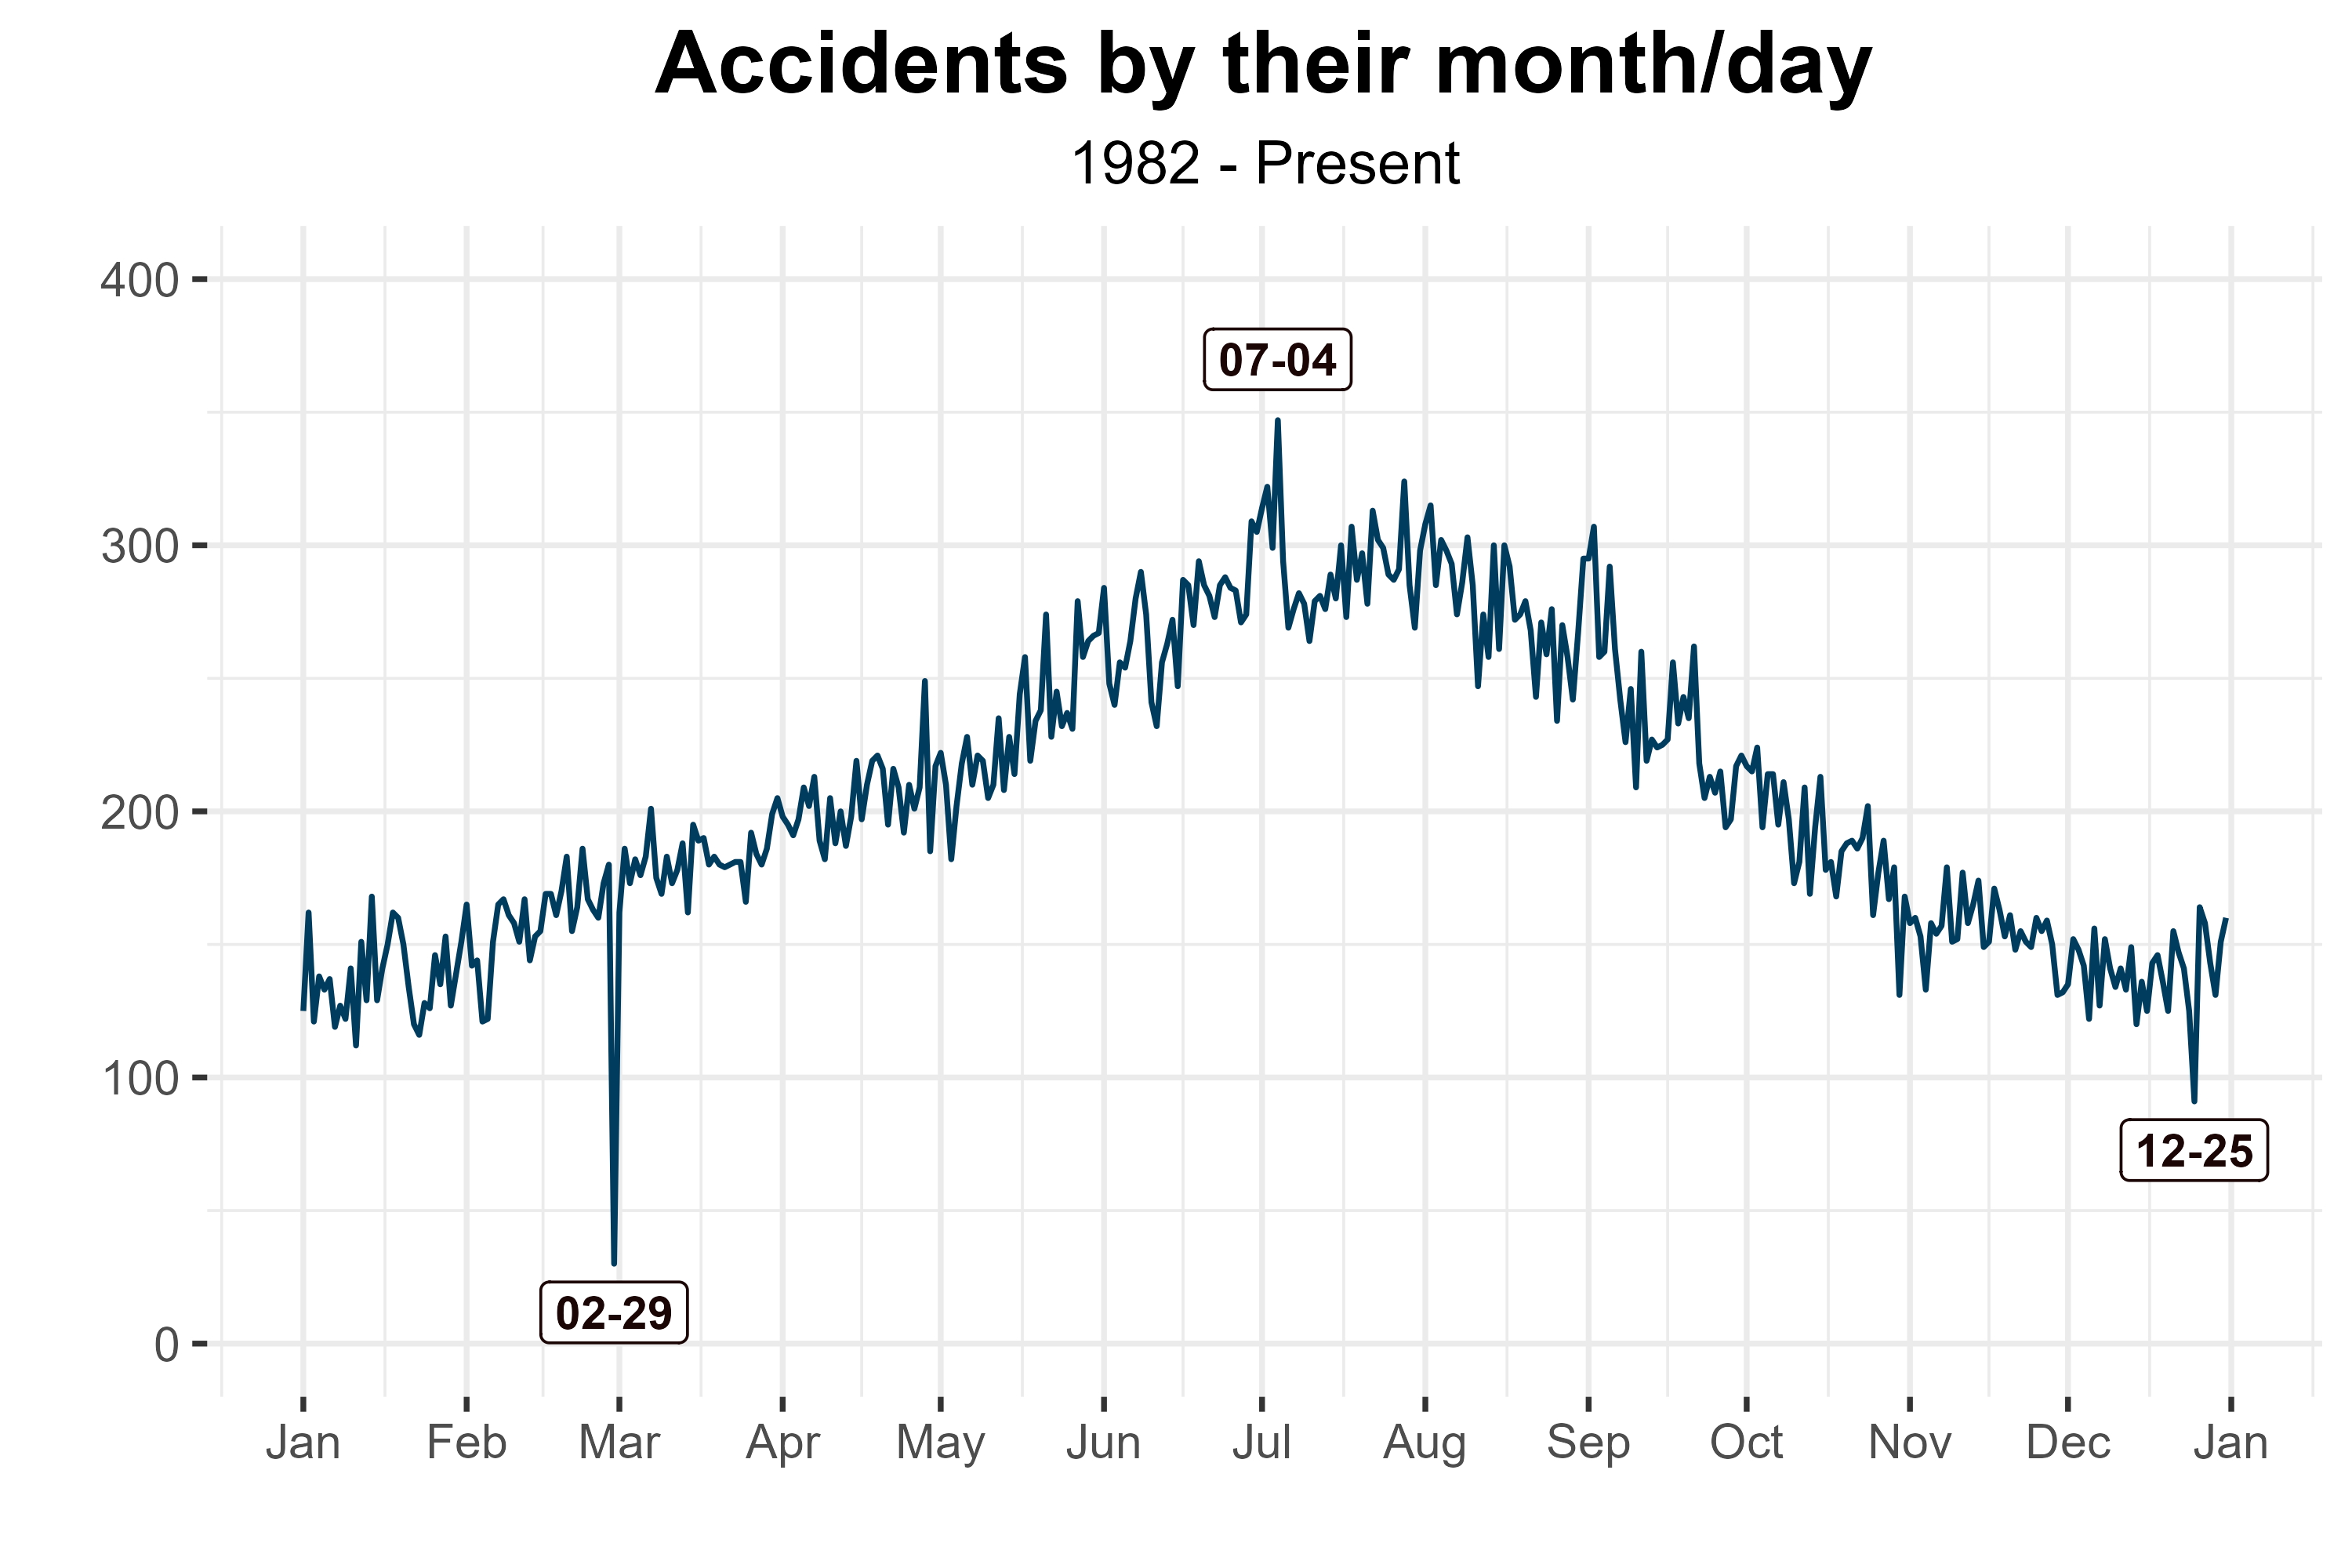 Accidents by their month/day
1982 - Present
400
07-04
300
200
100
12-25
02-29
0
Jan Feb Mar Apr May Jun Jul Aug Sep Oct Nov Dec Jan